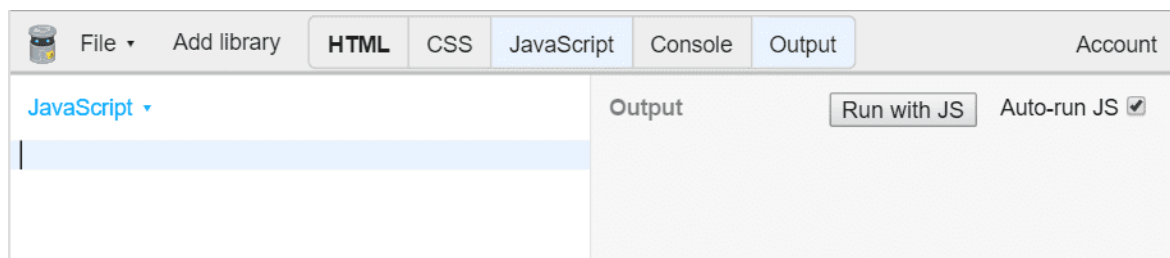 File ▾ Add library HTML CSS JavaScript Console Output Account
JavaScript ▾ Output Run with JS Auto-run JS